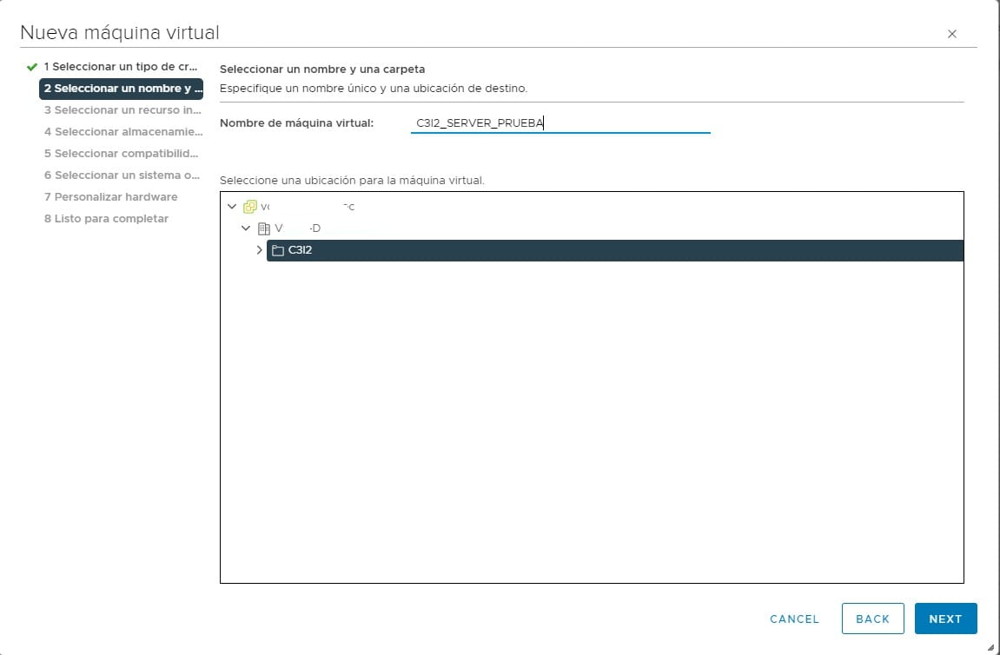 Nueva máquina virtual
1 Seleccionar un tipo de cr...
2 Seleccionar un nombre y ...
3 Seleccionar un recurso in...
4 Seleccionar almacenamie...
5 Seleccionar compatibilid...
6 Seleccionar un sistema o...
7 Personalizar hardware
8 Listo para completar
Seleccionar un nombre y una carpeta
Especifique un nombre único y una ubicación de destino.
Nombre de máquina virtual: C3I2_SERVER_PRUEBA
Seleccione una ubicación para la máquina virtual.
C3I2
CANCEL
BACK
NEXT